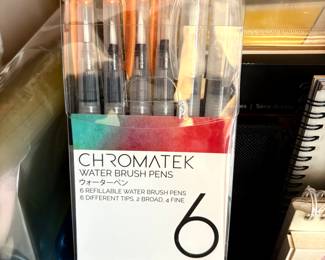 CHROMATEK
WATER BRUSH PENS
ウォーターペン
6 REFILLABLE WATER BRUSH PENS
6 DIFFERENT TIPS, 2 BROAD, 4 FINE
6